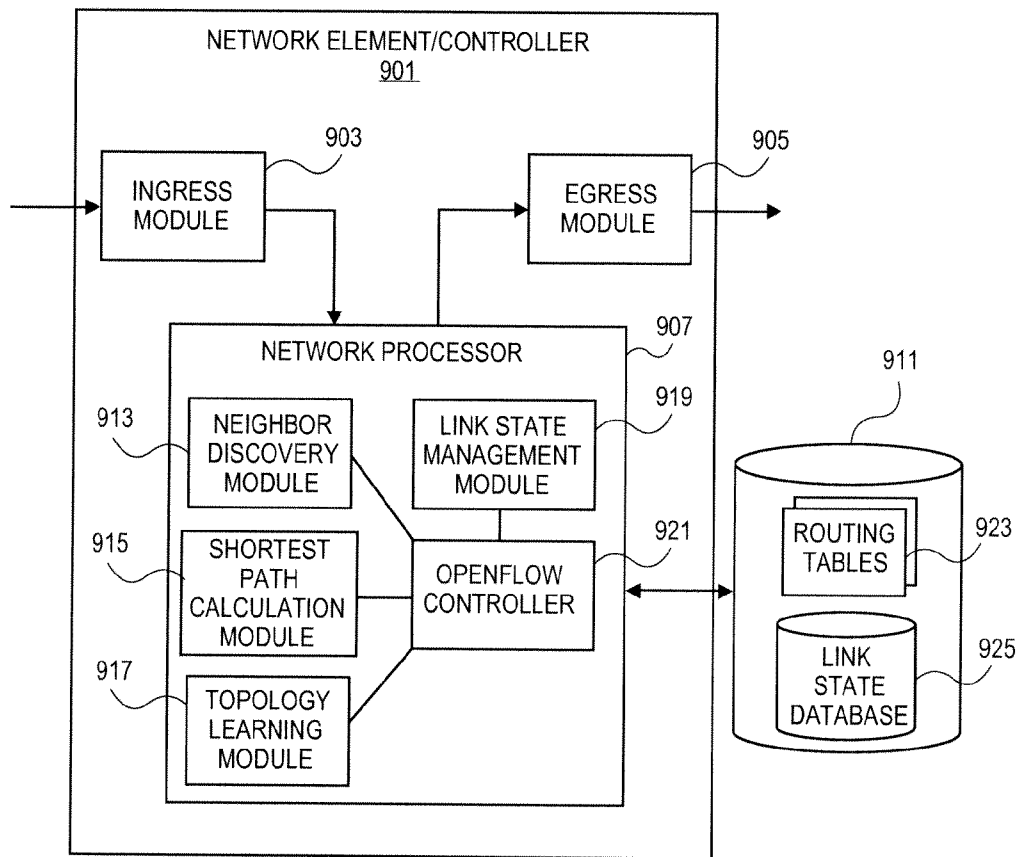 NETWORK ELEMENT/CONTROLLER
901
903
INGRESS
MODULE
905
EGRESS
MODULE
907
NETWORK PROCESSOR
913
NEIGHBOR
DISCOVERY
MODULE
919
LINK STATE
MANAGEMENT
MODULE
915
SHORTEST
PATH
CALCULATION
MODULE
921
OPENFLOW
CONTROLLER
917
TOPOLOGY
LEARNING
MODULE
911
ROUTING
TABLES
923
LINK
STATE
DATABASE
925